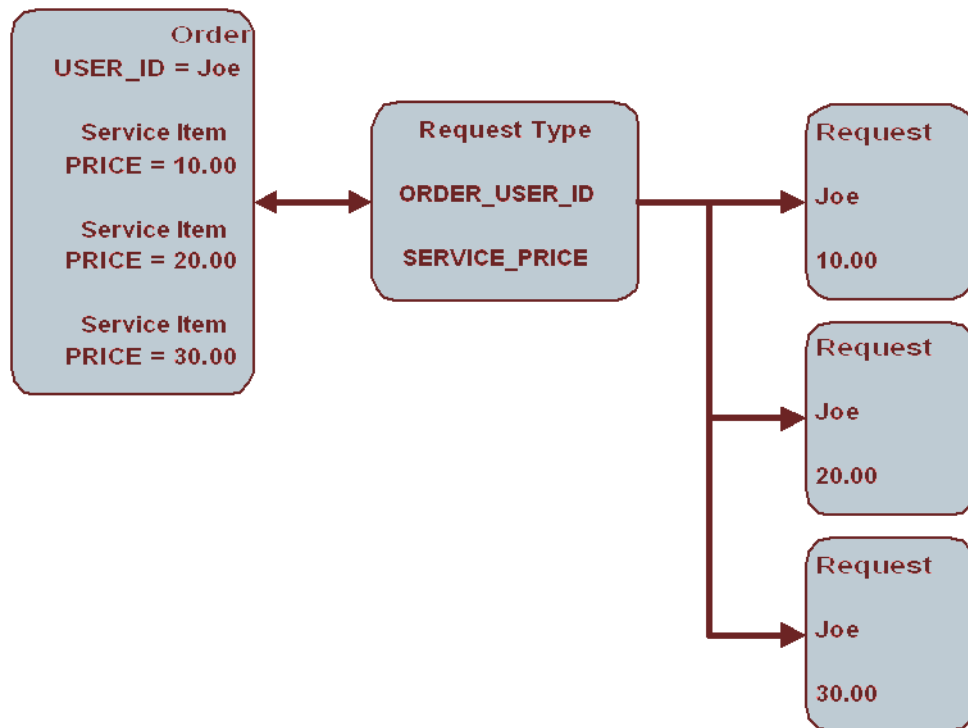 Order
USER_ID = Joe
Service Item
PRICE = 10.00
Service Item
PRICE = 20.00
Service Item
PRICE = 30.00
Request Type
ORDER_USER_ID
SERVICE_PRICE
Request
Joe
10.00
Request
Joe
20.00
Request
Joe
30.00